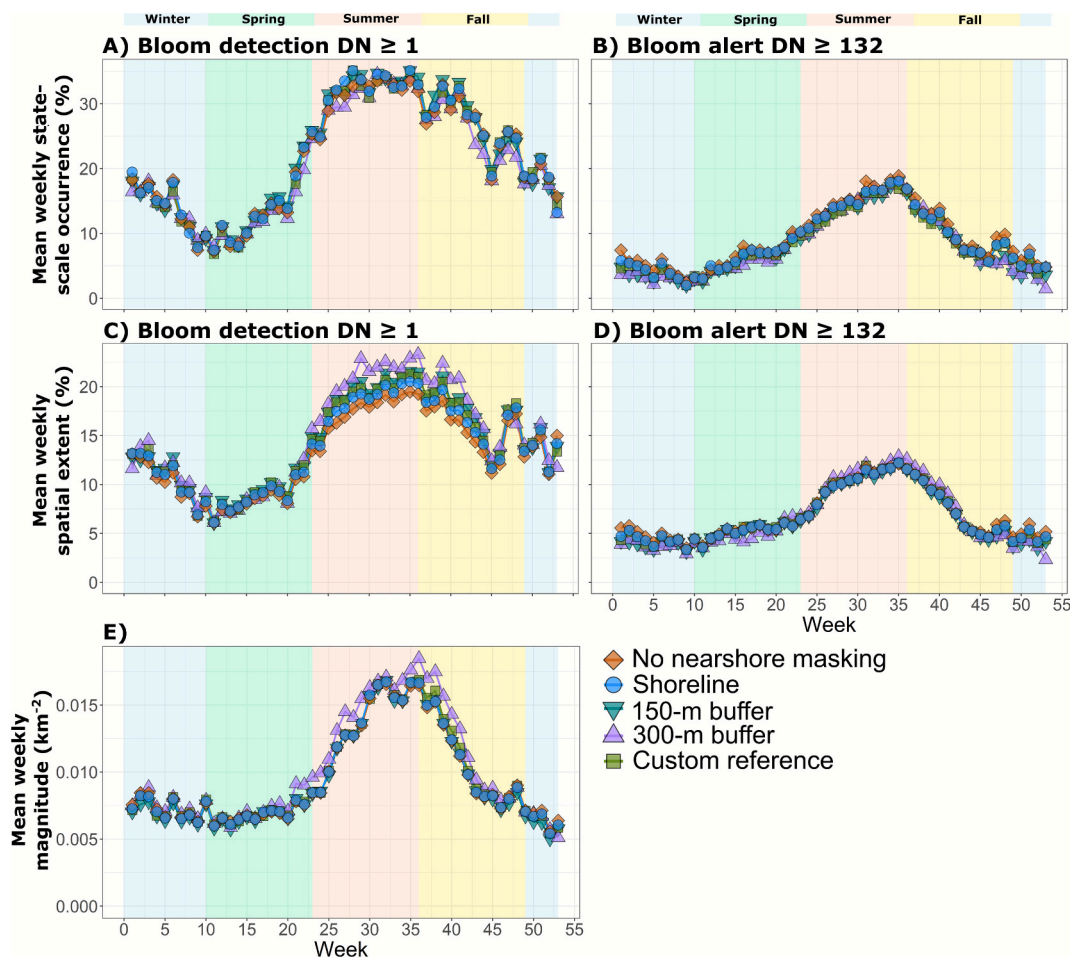 Winter Spring Summer Fall
Winter Spring Summer Fall
A) Bloom detection DN ≥ 1
B) Bloom alert DN ≥ 132
Mean weekly state-
scale occurrence (%)
30
20
10
0
C) Bloom detection DN ≥ 1
D) Bloom alert DN ≥ 132
Mean weekly
spatial extent (%)
20
15
10
5
0
0 5 10 15 20 25 30 35 40 45 50 55
Week
E)
Mean weekly
magnitude (km⁻²)
0.015
0.010
0.005
0.000
0 5 10 15 20 25 30 35 40 45 50 55
Week
No nearshore masking
Shoreline
150-m buffer
300-m buffer
Custom reference